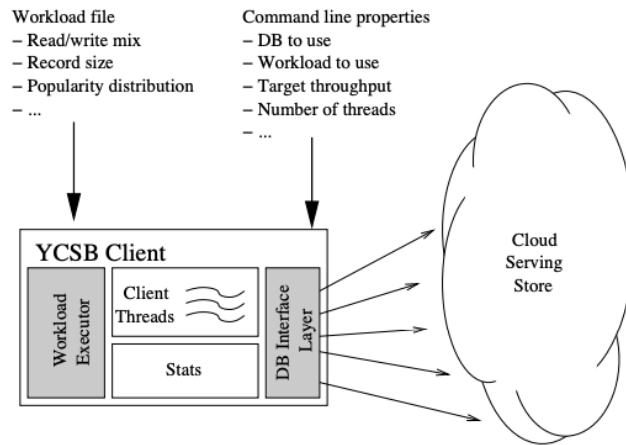 Workload file
– Read/write mix
– Record size
– Popularity distribution
– ...
Command line properties
– DB to use
– Workload to use
– Target throughput
– Number of threads
– ...
YCSB Client
Workload
Executor
Client
Threads
Stats
DB Interface
Layer
Cloud
Serving
Store